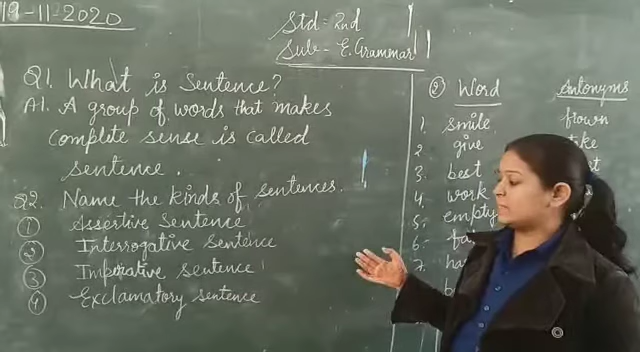 19-11-2020
Std = 2nd
Sub - E. Grammar
Q1. What is Sentence?
A1. A group of words that makes
complete sense is called
sentence.
Q2. Name the kinds of sentences.
1 Assertive Sentence
2 Interrogative sentence
3 Imperative sentence
4 Exclamatory sentence
2 Word Antonyms
1. smile frown
2. give
3. best
4. work
5. empty
6.
7.